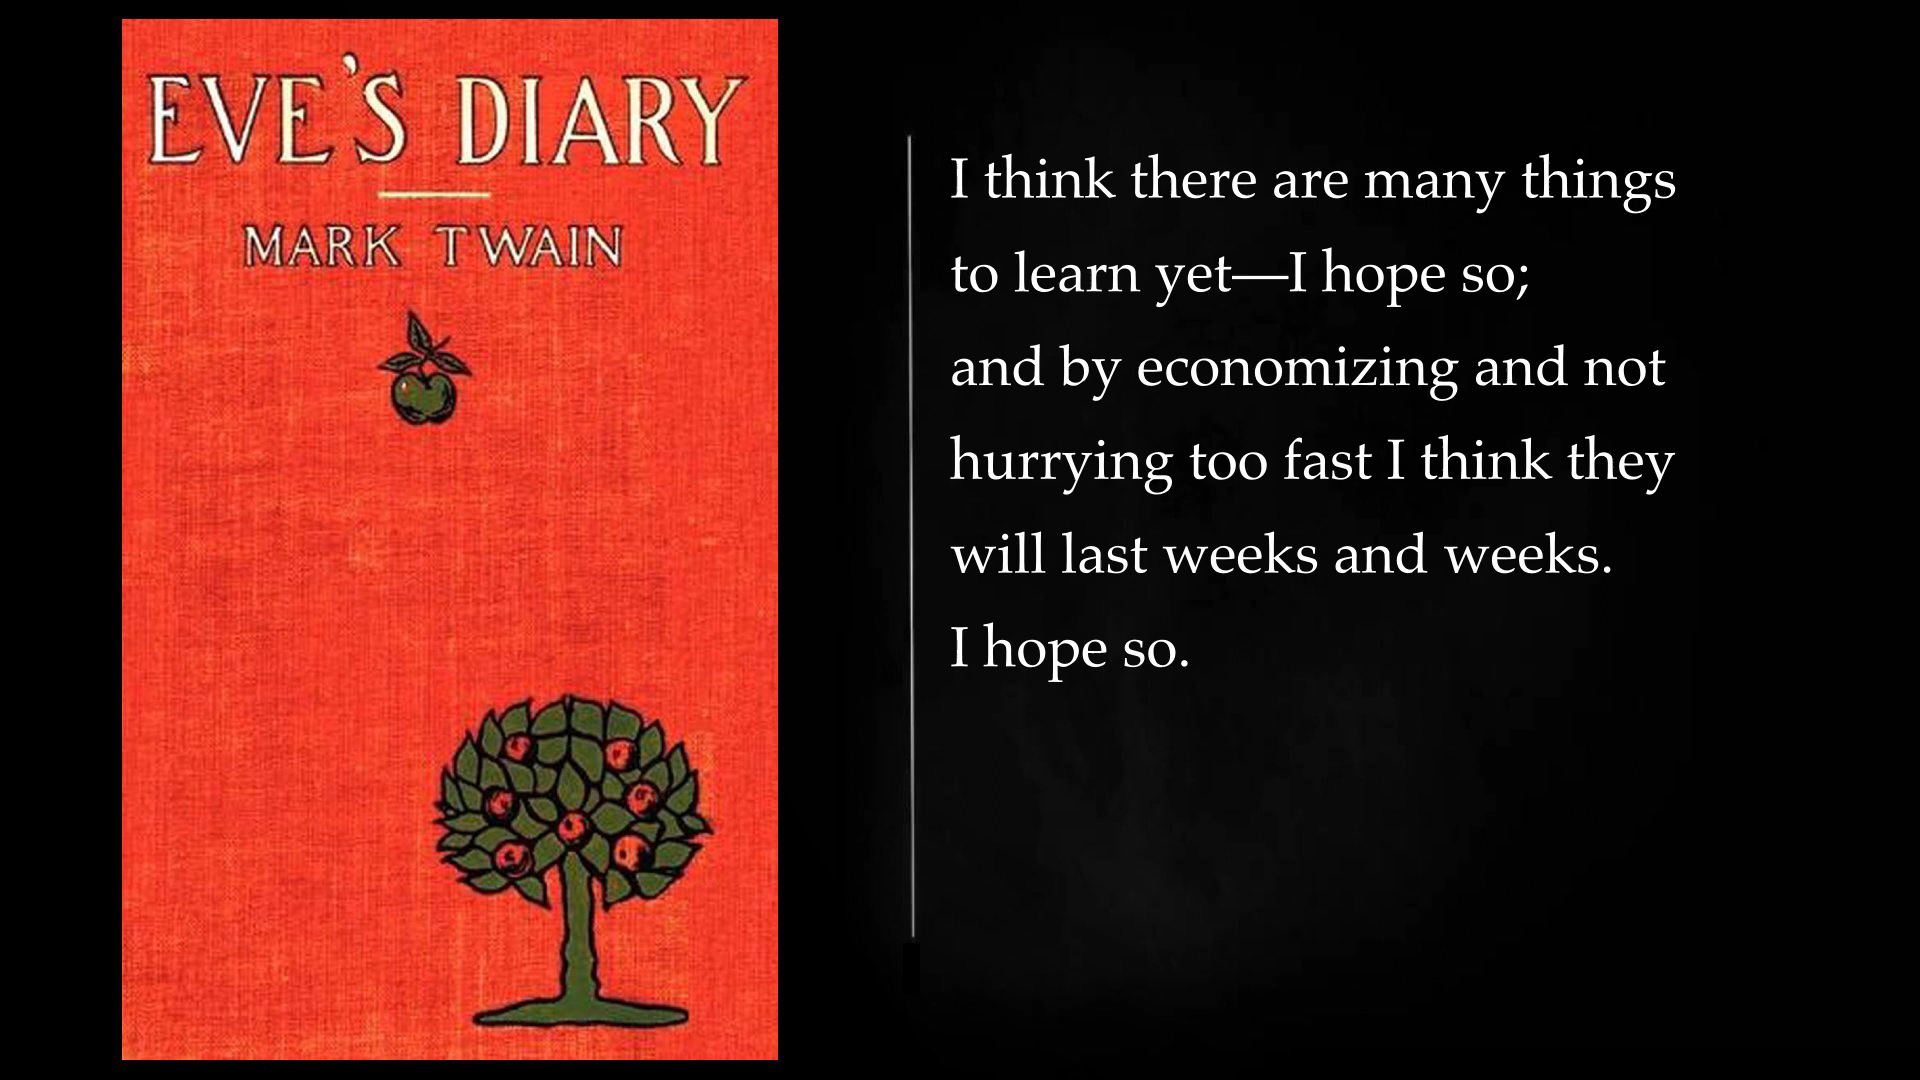 EVE'S DIARY
MARK TWAIN
I think there are many things
to learn yet—I hope so;
and by economizing and not
hurrying too fast I think they
will last weeks and weeks.
I hope so.